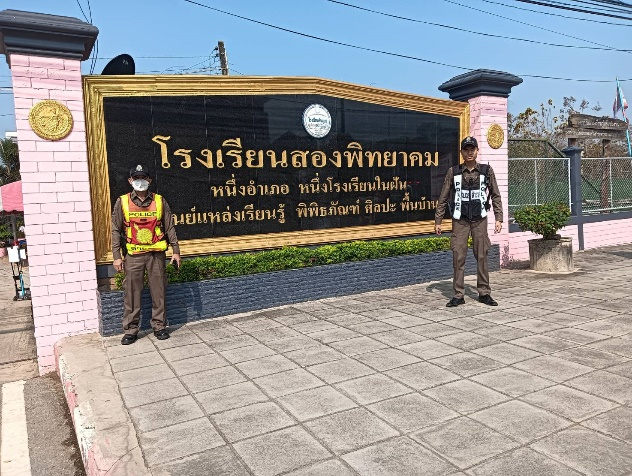 โรงเรียนสองพิทยาคม
หนึ่งอำเภอ หนึ่งโรงเรียนในฝัน
นย์แหล่งเรียนรู้ พิพิธภัณฑ์ ศิลปะ พื้นบ้าน
POLICE
POLICE